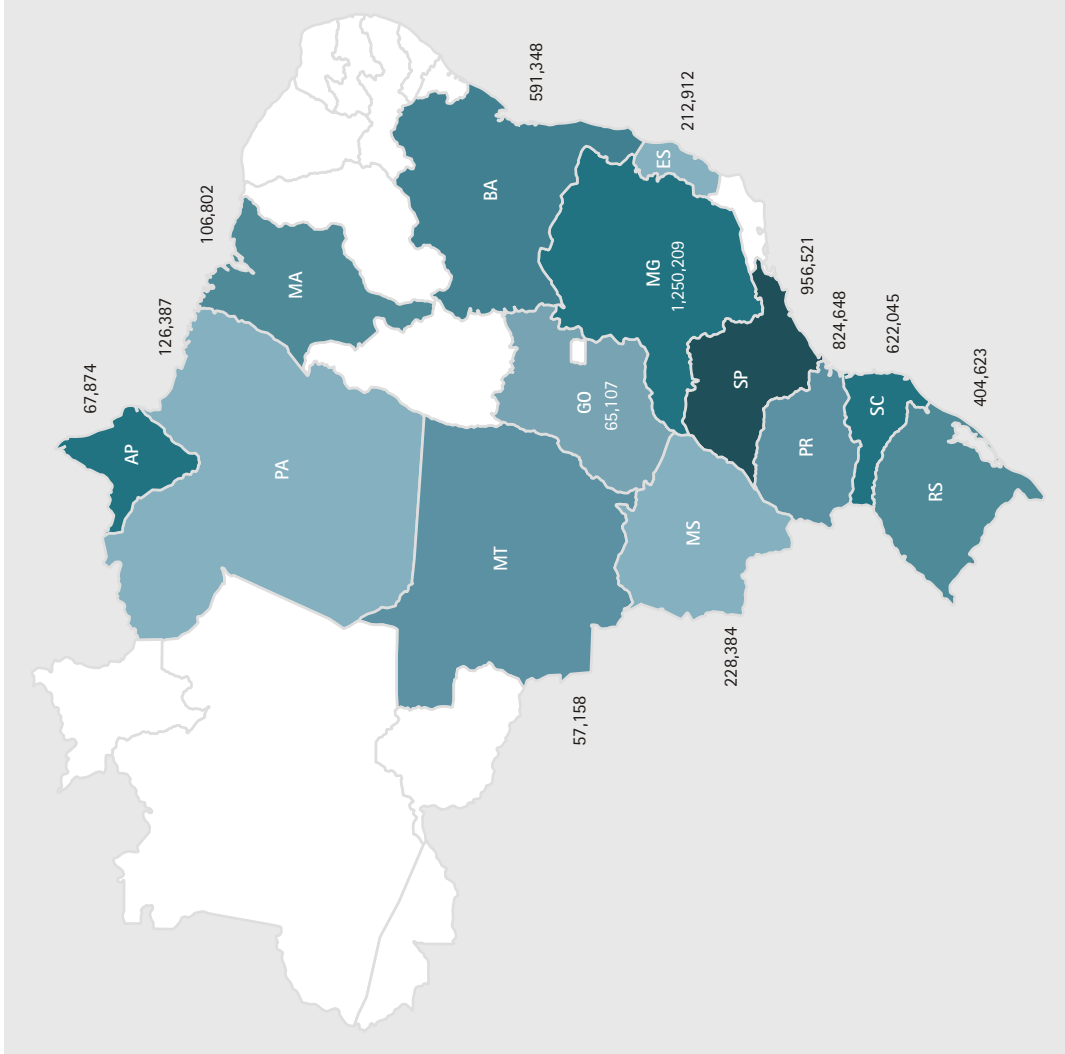 67,874
AP
126,387
PA
106,802
MA
591,348
BA
MT
57,158
GO
65,107
MG
1,250,209
212,912
ES
MS
228,384
SP
956,521
PR
824,648
SC
622,045
RS
404,623